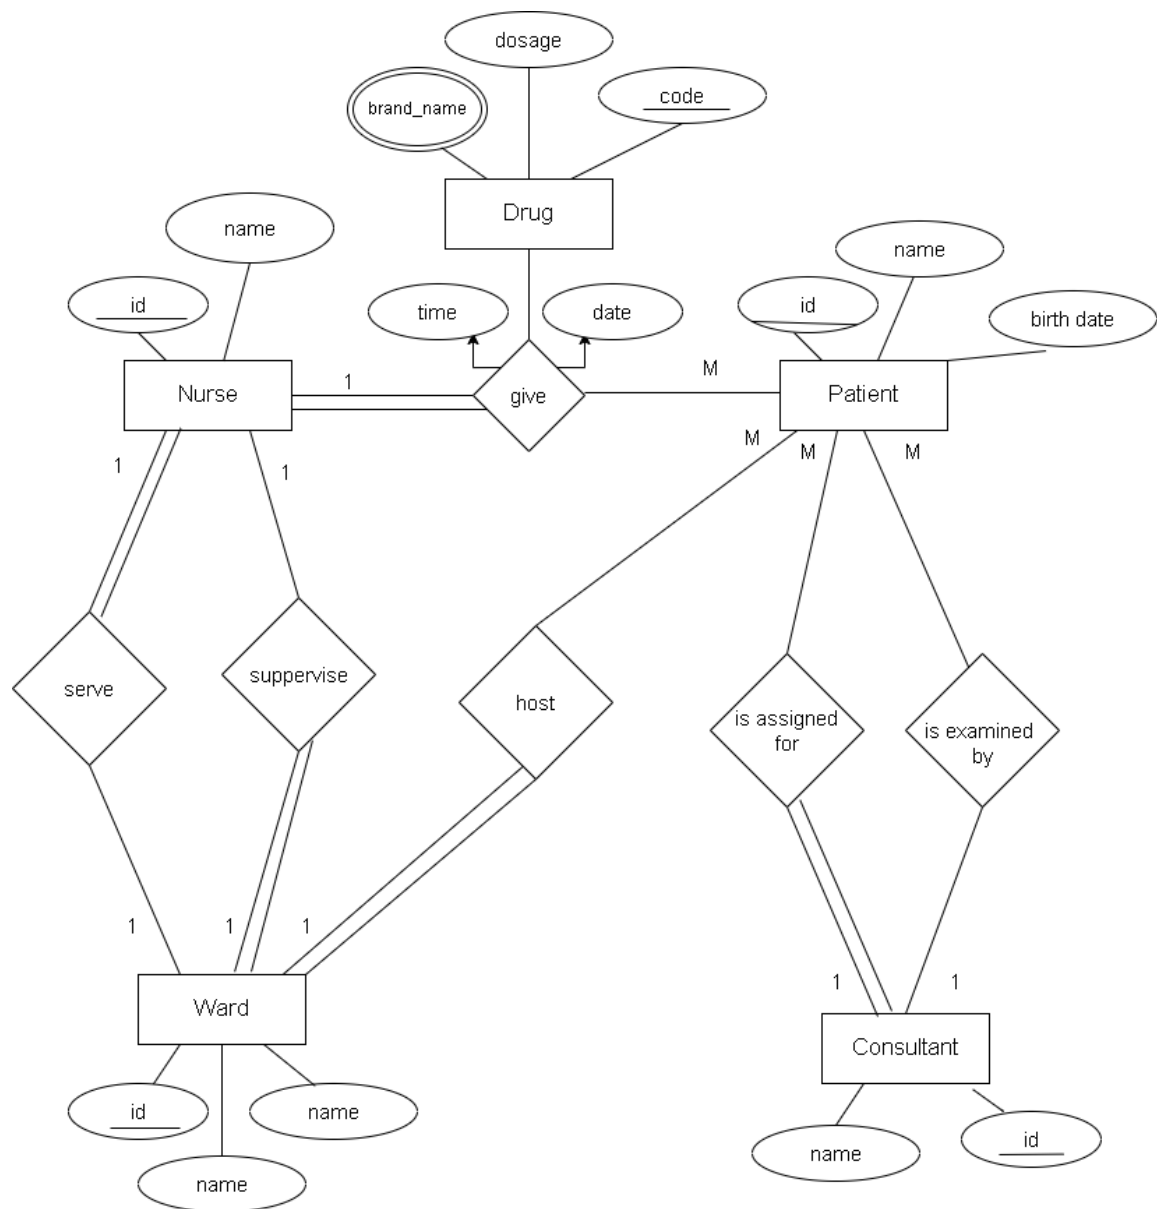 dosage
brand_name
code
Drug
name
name
id
time
date
id
birth date
Nurse
1
give
M
Patient
1
1
M
M
M
serve
suppervise
host
is assigned
for
is examined
by
1
1
1
1
1
Ward
Consultant
id
name
name
name
id